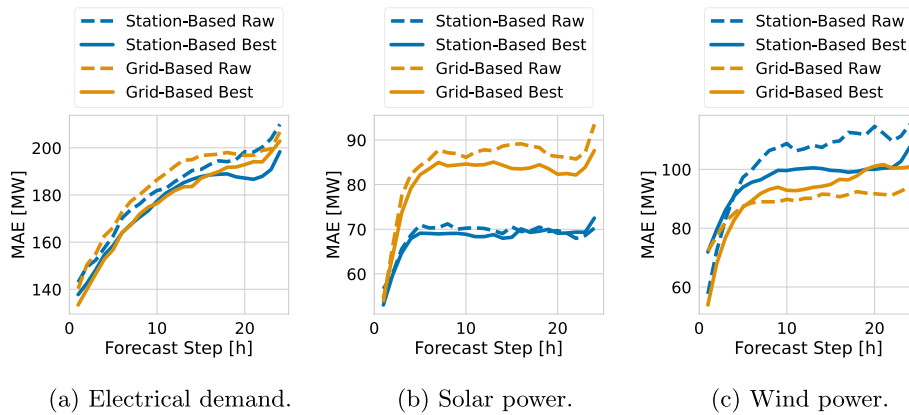 Station-Based Raw
Station-Based Best
Grid-Based Raw
Grid-Based Best
MAE [MW]
200
180
160
140
0 10 20
Forecast Step [h]
(a) Electrical demand.
Station-Based Raw
Station-Based Best
Grid-Based Raw
Grid-Based Best
MAE [MW]
90
80
70
60
0 10 20
Forecast Step [h]
(b) Solar power.
Station-Based Raw
Station-Based Best
Grid-Based Raw
Grid-Based Best
MAE [MW]
100
80
60
0 10 20
Forecast Step [h]
(c) Wind power.